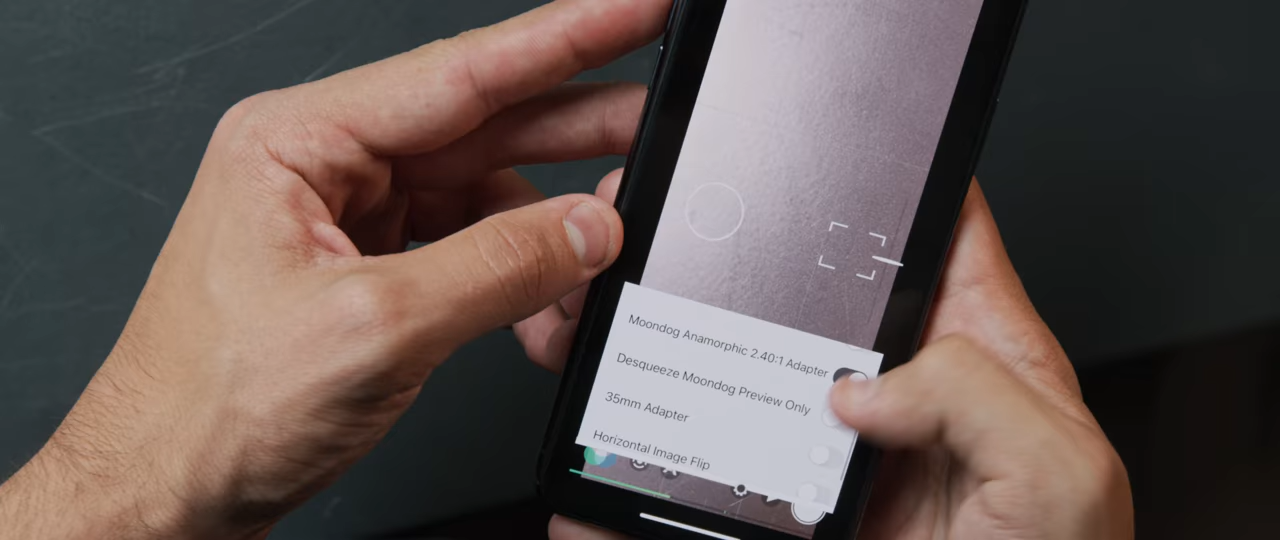 Moondog Anamorphic 2.40:1 Adapter
Desqueeze Moondog Preview Only
35mm Adapter
Horizontal Image Flip